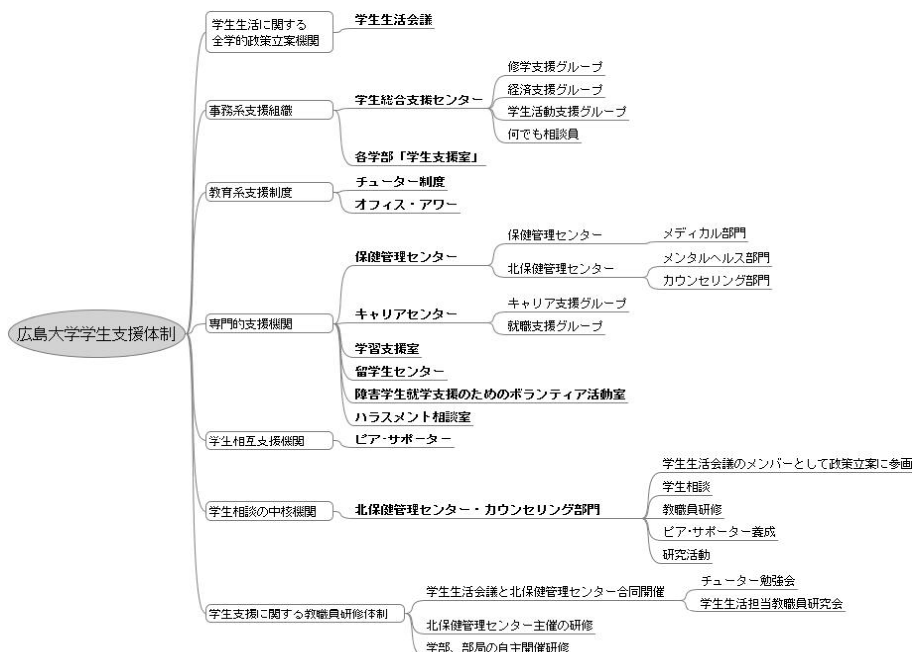 広島大学学生支援体制
学生生活に関する
全学的政策立案機関
学生生活会議
事務系支援組織
学生総合支援センター
修学支援グループ
経済支援グループ
学生活動支援グループ
何でも相談員
各学部「学生支援室」
教育系支援制度
チューター制度
オフィス・アワー
専門的支援機関
保健管理センター
保健管理センター
メディカル部門
北保健管理センター
メンタルヘルス部門
カウンセリング部門
キャリアセンター
キャリア支援グループ
就職支援グループ
学習支援室
留学生センター
障害学生就学支援のためのボランティア活動室
ハラスメント相談室
学生相互支援機関
ピア・サポーター
学生相談の中核機関
北保健管理センター・カウンセリング部門
学生生活会議のメンバーとして政策立案に参画
学生相談
教職員研修
ピア・サポーター養成
研究活動
学生支援に関する教職員研修体制
学生生活会議と北保健管理センター合同開催
チューター勉強会
学生生活担当教職員研究会
北保健管理センター主催の研修
学部、部局の自主開催研修